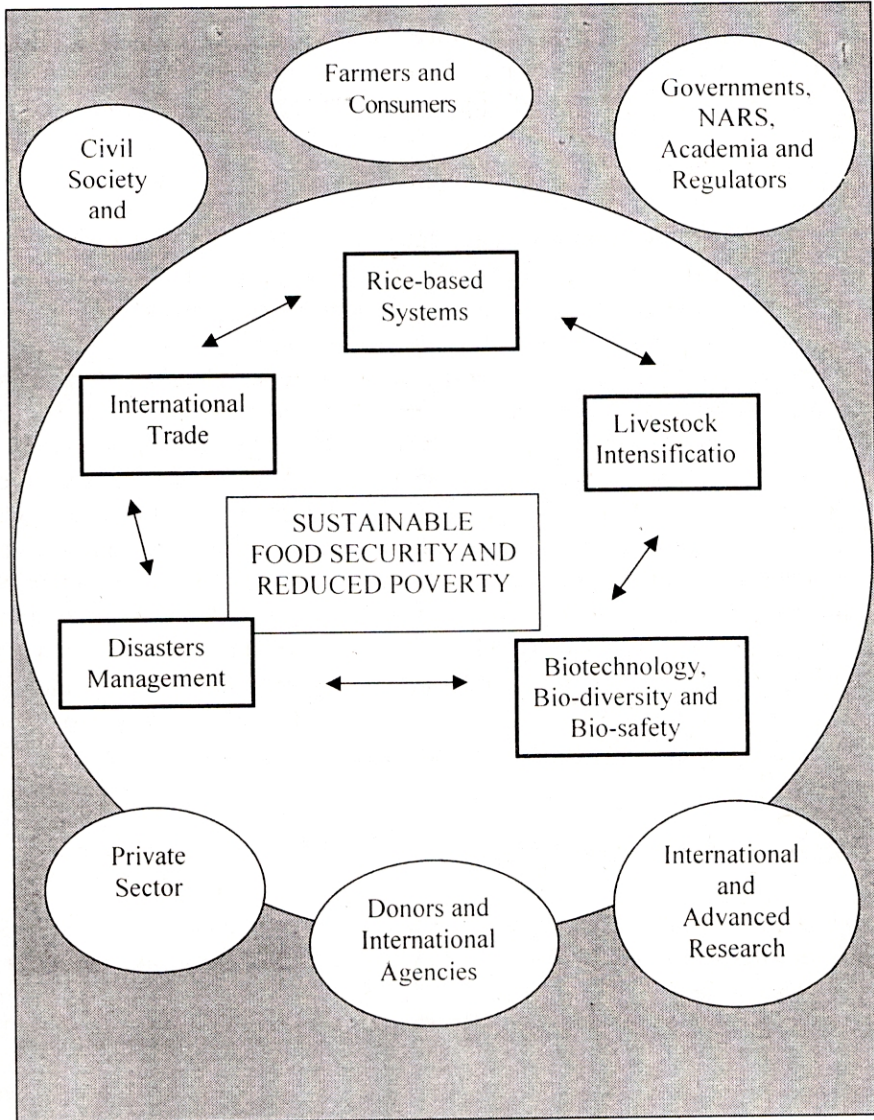 Farmers and
Consumers
Governments,
NARS,
Academia and
Regulators
Civil
Society
and
Rice-based
Systems
International
Trade
Livestock
Intensificatio
SUSTAINABLE
FOOD SECURITYAND
REDUCED POVERTY
Disasters
Management
Biotechnology,
Bio-diversity and
Bio-safety
Private
Sector
Donors and
International
Agencies
International
and
Advanced
Research